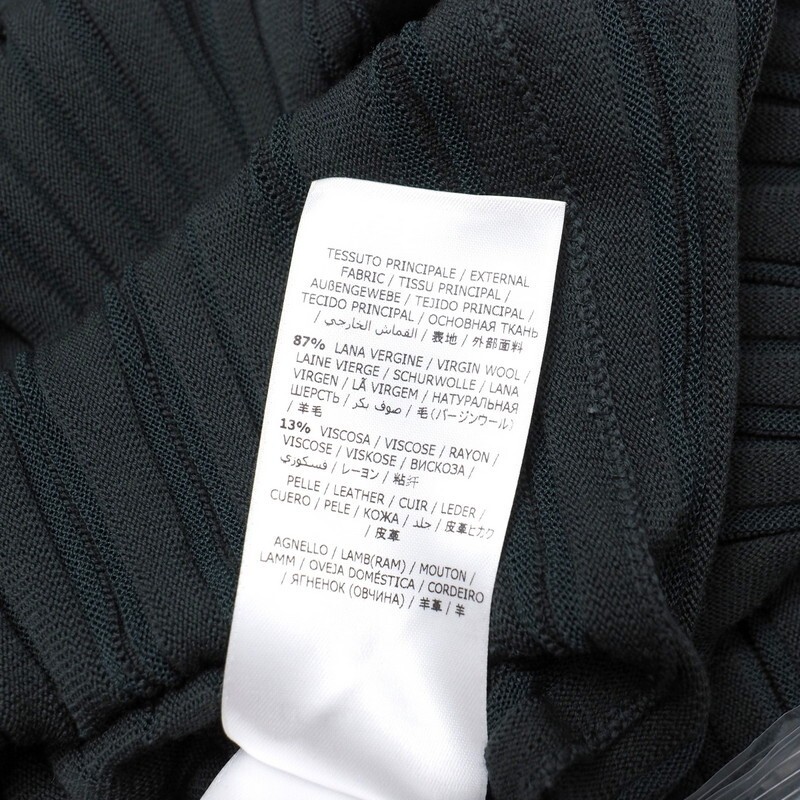 TESSUTO PRINCIPALE / EXTERNAL
FABRIC / TISSU PRINCIPAL /
AUßENGEWEBE / TEJIDO PRINCIPAL /
TECIDO PRINCIPAL / ОСНОВНАЯ ТКАНЬ
/ القماش الخارجي / 表地 / 外部面料
87% LANA VERGINE / VIRGIN WOOL /
LAINE VIERGE / SCHURWOLLE / LANA
VIRGEN / LÃ VIRGEM / НАТУРАЛЬНАЯ
ШЕРСТЬ / صوف بكر / 毛(バージンウール)
/ 羊毛
13% VISCOSA / VISCOSE / RAYON /
VISCOSE / VISKOSE / ВИСКОЗА /
فسكوزي / レーヨン / 粘纤
PELLE / LEATHER / CUIR / LEDER /
CUERO / PELE / КОЖА / جلد / 皮革ヒカワ
/ 皮革
AGNELLO / LAMB(RAM) / MOUTON /
LAMM / OVEJA DOMÉSTICA / CORDEIRO
/ ЯГНЕНОК (ОВЧИНА) / 羊革 / 羊